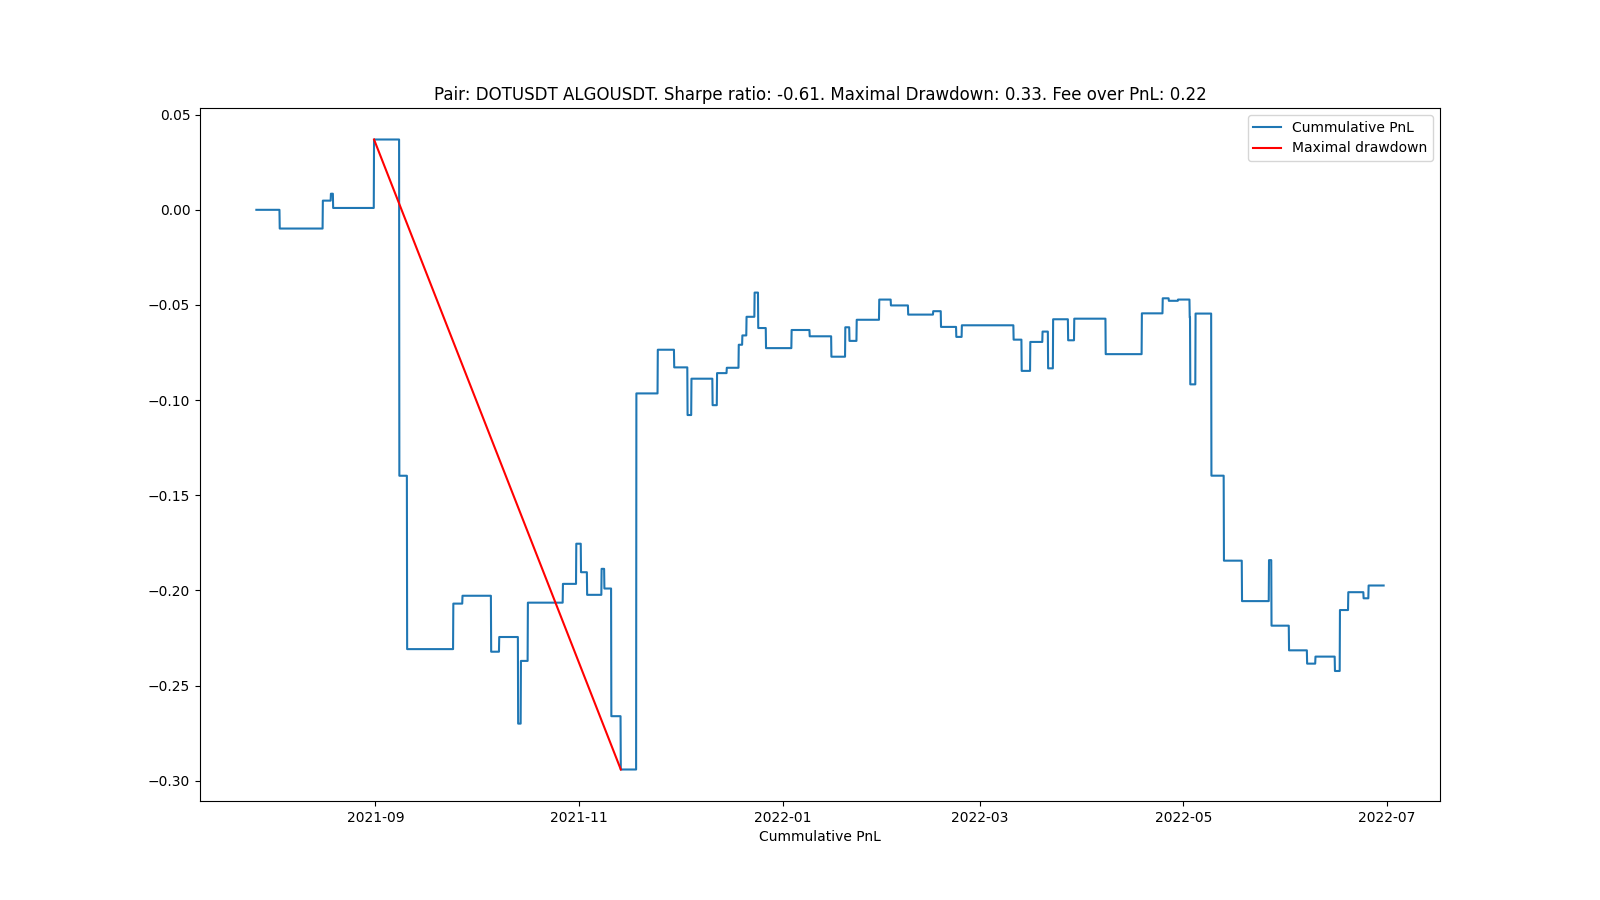 Pair: DOTUSDT ALGOUSDT. Sharpe ratio: -0.61. Maximal Drawdown: 0.33. Fee over PnL: 0.22
Cummulative PnL
Maximal drawdown
0.05
0.00
−0.05
−0.10
−0.15
−0.20
−0.25
−0.30
2021-09 2021-11 2022-01 2022-03 2022-05 2022-07
Cummulative PnL